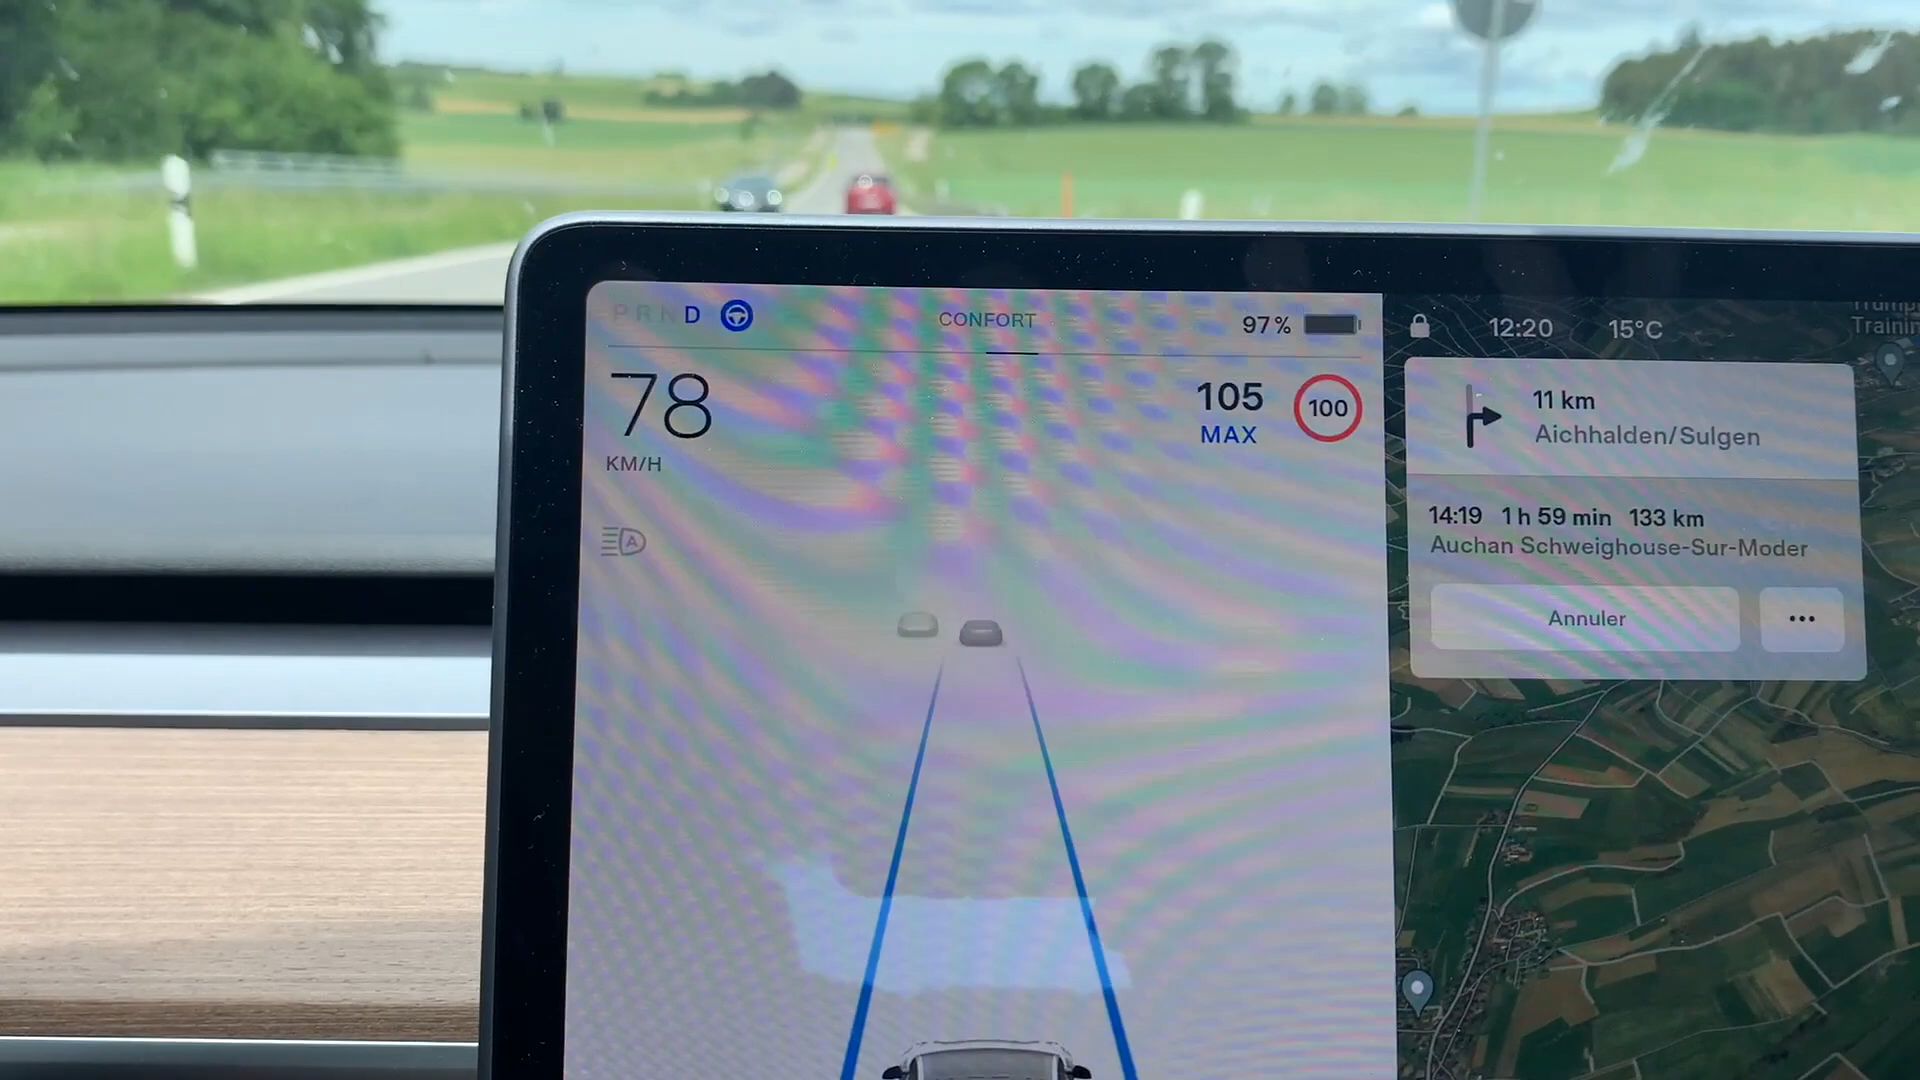 P R N D
CONFORT
97 %
12:20
15°C
78
KM/H
105
MAX
100
A
11 km
Aichhalden/Sulgen
14:19 1 h 59 min 133 km
Auchan Schweighouse-Sur-Moder
Annuler